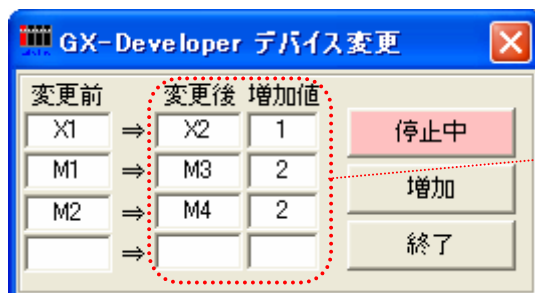 GX-Developer デバイス変更
変更前 変更後 増加値
X1 ⇒ X2 1 停止中
M1 ⇒ M3 2 増加
M2 ⇒ M4 2 終了
⇒